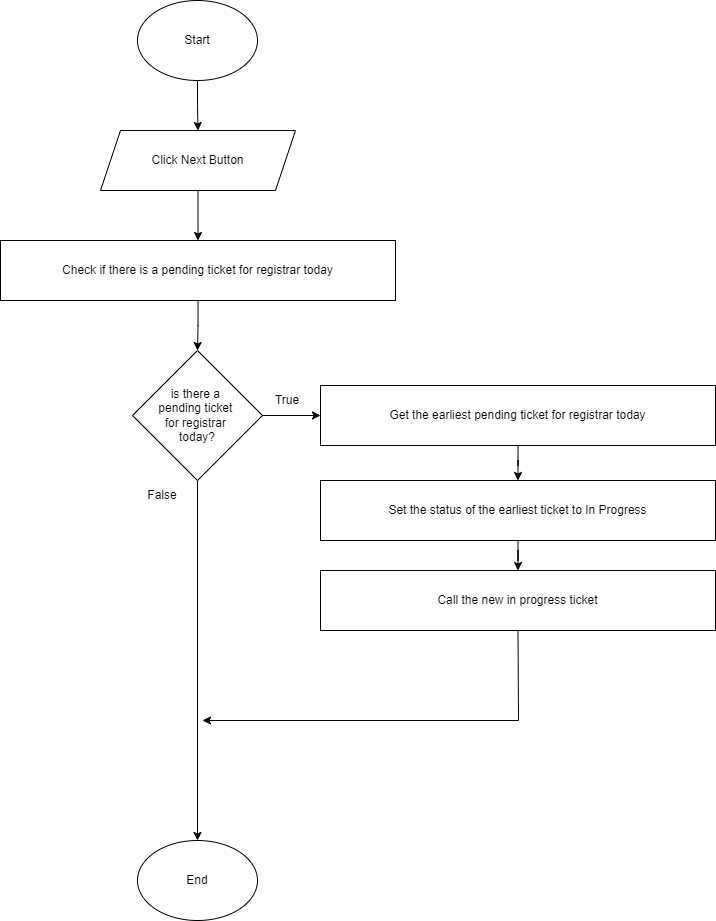 Start
Click Next Button
Check if there is a pending ticket for registrar today
is there a
pending ticket
for registrar
today?
True
Get the earliest pending ticket for registrar today
False
Set the status of the earliest ticket to In Progress
Call the new in progress ticket
End